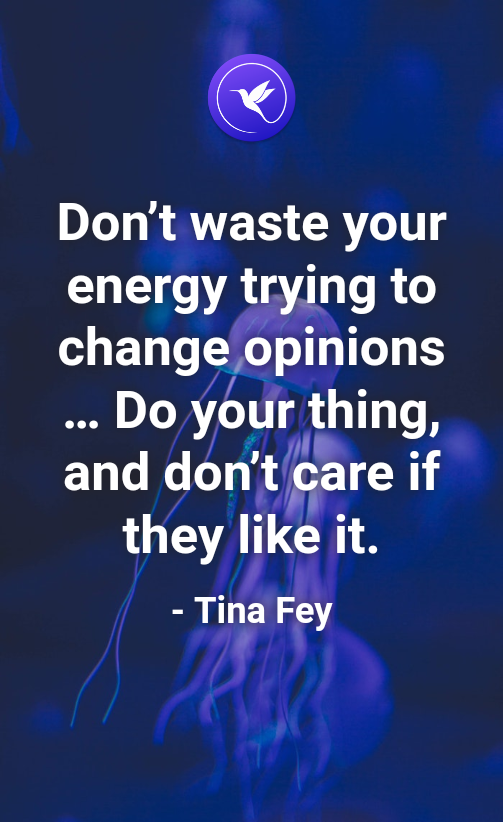 Don’t waste your
energy trying to
change opinions
… Do your thing,
and don’t care if
they like it.
- Tina Fey